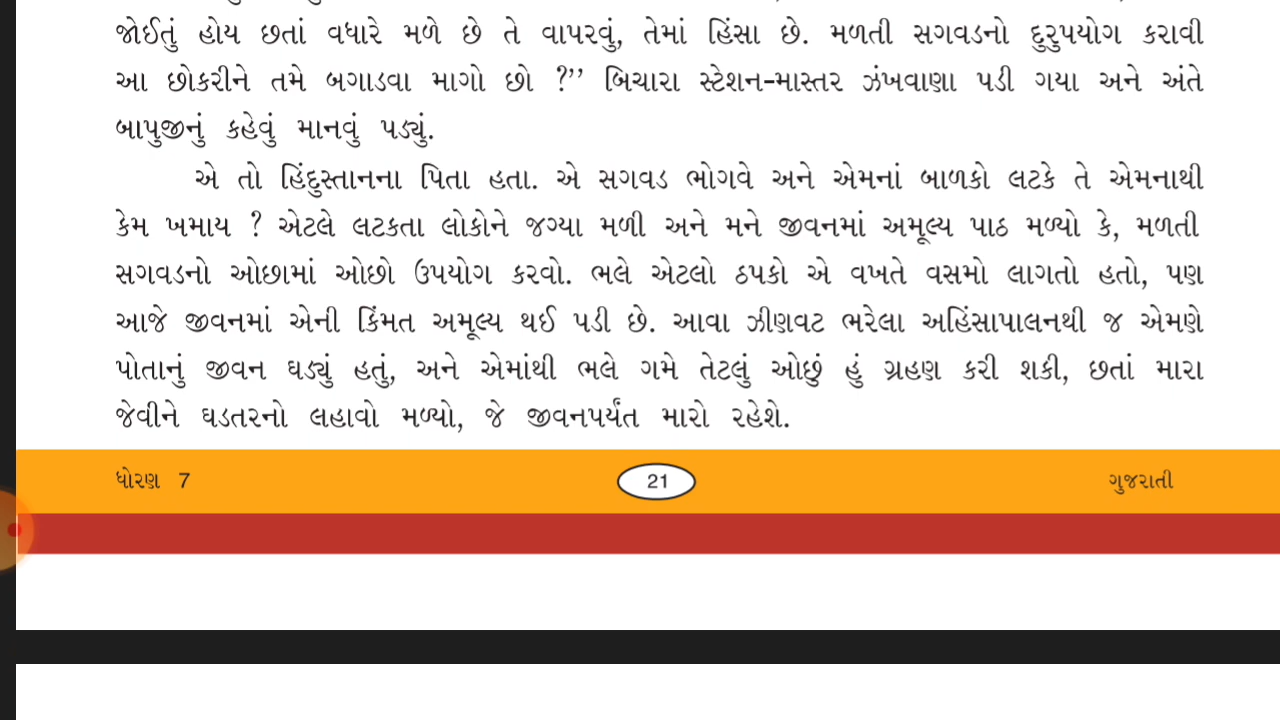 જોઈતું હોય છતાં વધારે મળે છે તે વાપરવું, તેમાં હિંસા છે. મળતી સગવડનો દુરુપયોગ કરાવી
આ છોકરીને તમે બગાડવા માગો છો ?’’ બિચારા સ્ટેશન-માસ્તર ઝંખવાણા પડી ગયા અને અંતે
બાપુજીનું કહેવું માનવું પડ્યું.
એ તો હિંદુસ્તાનના પિતા હતા. એ સગવડ ભોગવે અને એમનાં બાળકો લટકે તે એમનાથી
કેમ ખમાય ? એટલે લટકતા લોકોને જગ્યા મળી અને મને જીવનમાં અમૂલ્ય પાઠ મળ્યો કે, મળતી
સગવડનો ઓછામાં ઓછો ઉપયોગ કરવો. ભલે એટલો ઠપકો એ વખતે વસમો લાગતો હતો, પણ
આજે જીવનમાં એની કિંમત અમૂલ્ય થઈ પડી છે. આવા ઝીણવટ ભરેલા અહિંસાપાલનથી જ એમણે
પોતાનું જીવન ઘડ્યું હતું, અને એમાંથી ભલે ગમે તેટલું ઓછું હું ગ્રહણ કરી શકી, છતાં મારા
જેવીને ઘડતરનો લહાવો મળ્યો, જે જીવનપર્યંત મારો રહેશે.
ધોરણ 7 21 ગુજરાતી